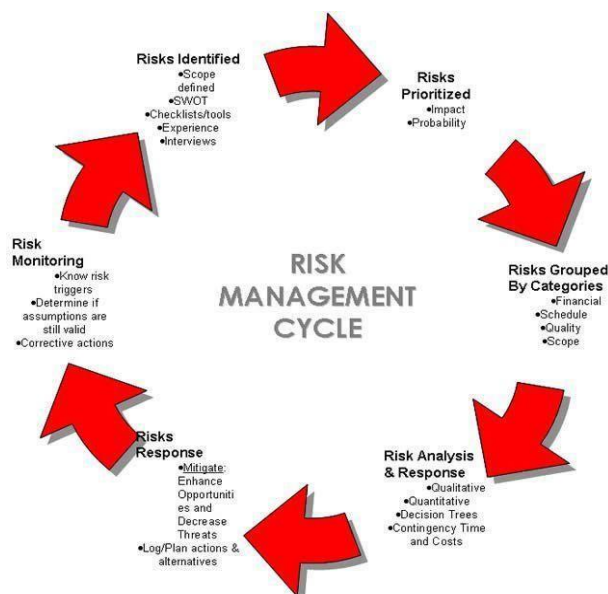 Risks Identified
•Scope
defined
•SWOT
•Checklists/tools
•Experience
•Interviews
Risks
Prioritized
•Impact
•Probability
Risks Grouped
By Categories
•Financial
•Schedule
•Quality
•Scope
Risk Analysis
& Response
•Qualitative
•Quantitative
•Decision Trees
•Contingency Time
and Costs
Risks
Response
•Mitigate:
Enhance
Opportuniti
es and
Decrease
Threats
•Log/Plan actions &
alternatives
Risk
Monitoring
•Know risk
triggers
•Determine if
assumptions are
still valid
•Corrective actions
RISK
MANAGEMENT
CYCLE